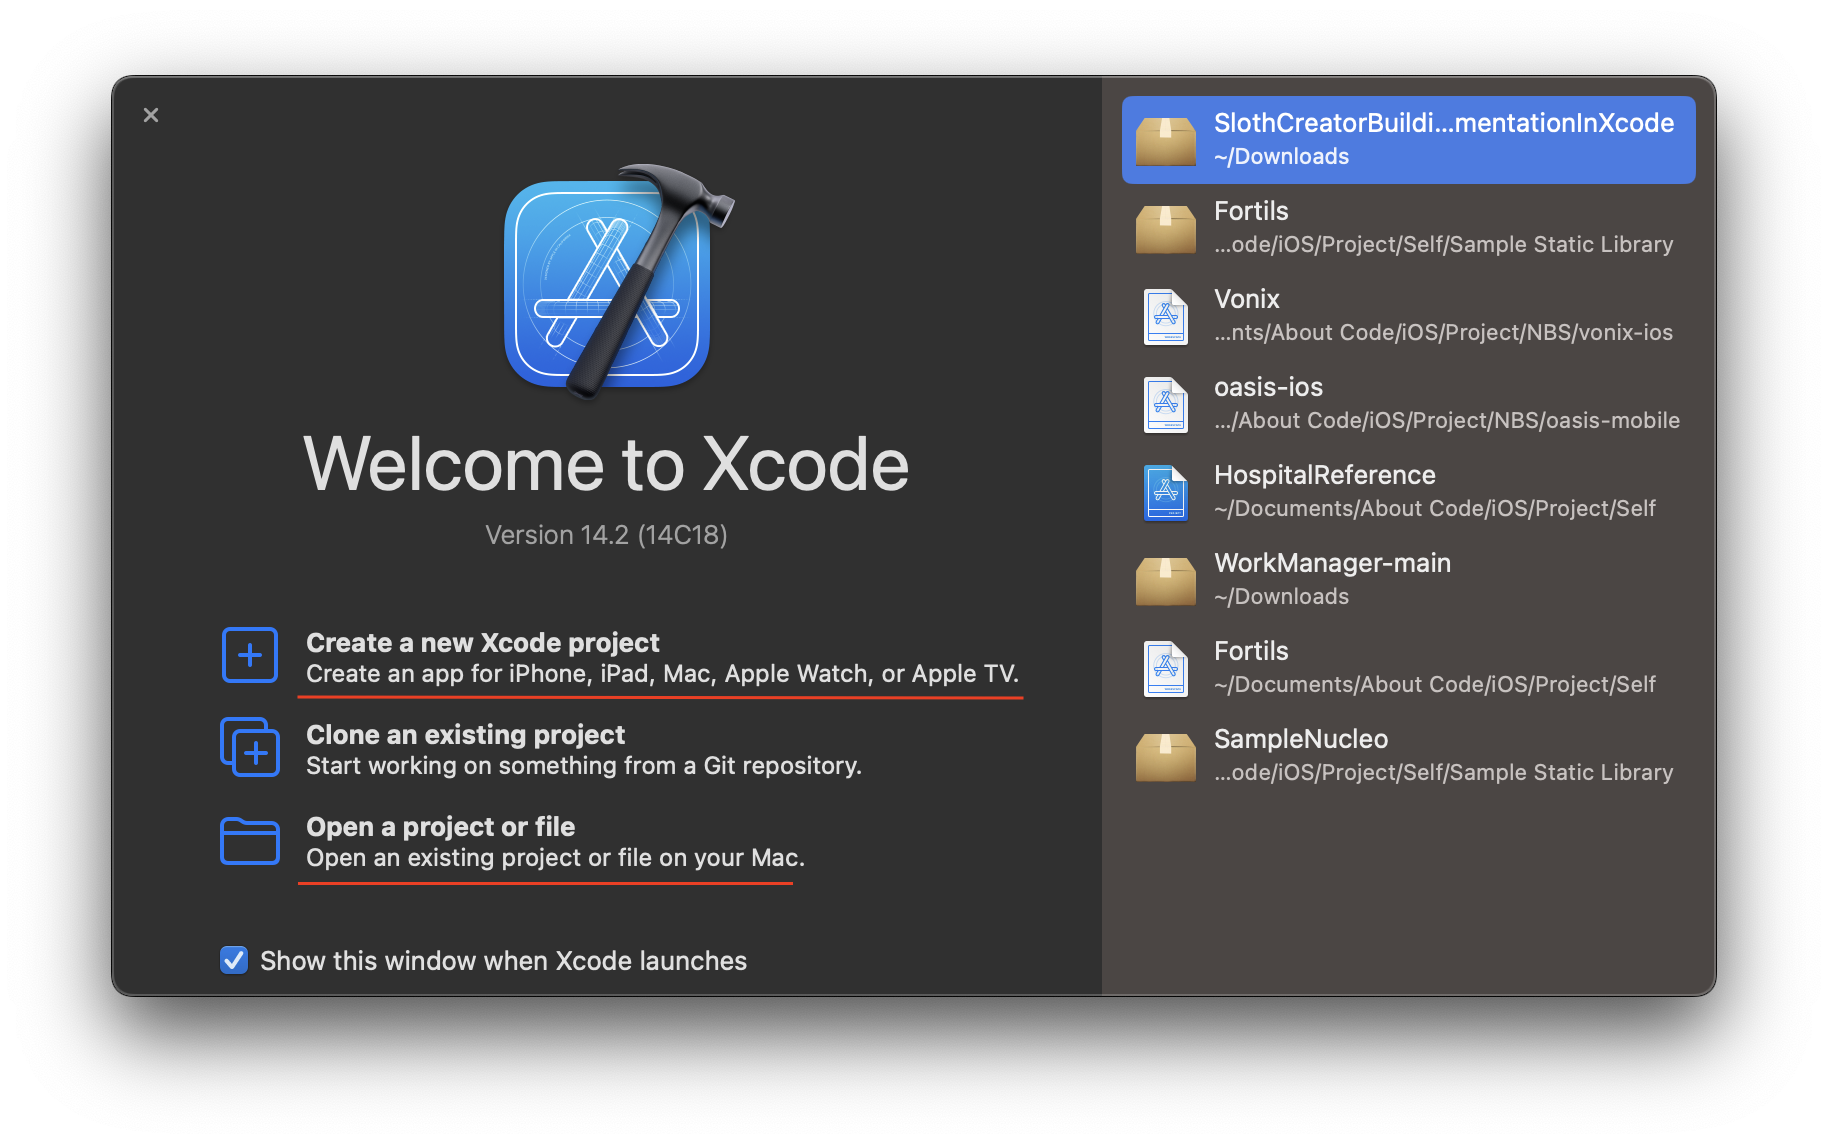 Welcome to Xcode
Version 14.2 (14C18)
Create a new Xcode project
Create an app for iPhone, iPad, Mac, Apple Watch, or Apple TV.
Clone an existing project
Start working on something from a Git repository.
Open a project or file
Open an existing project or file on your Mac.
Show this window when Xcode launches
SlothCreatorBuildi...mentationInXcode
~/Downloads
Fortils
...ode/iOS/Project/Self/Sample Static Library
Vonix
...nts/About Code/iOS/Project/NBS/vonix-ios
oasis-ios
.../About Code/iOS/Project/NBS/oasis-mobile
HospitalReference
~/Documents/About Code/iOS/Project/Self
WorkManager-main
~/Downloads
Fortils
~/Documents/About Code/iOS/Project/Self
SampleNucleo
...ode/iOS/Project/Self/Sample Static Library